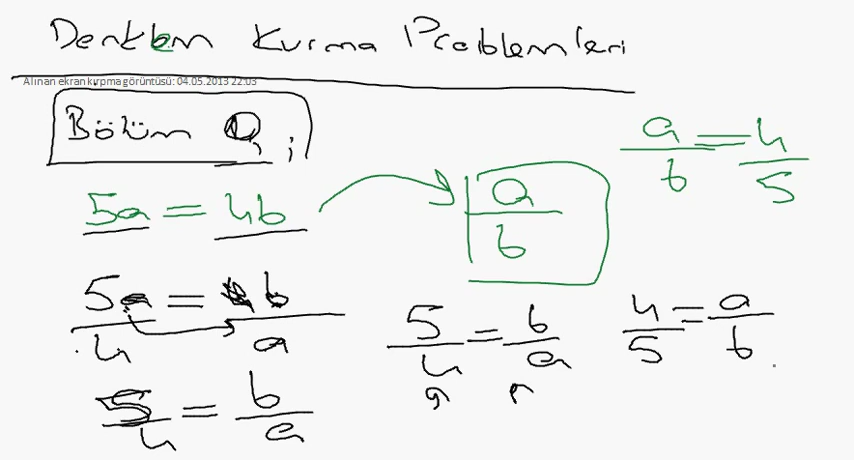 Denklem Kurma Problemleri
Alınan ekran kırpma görüntüsü: 04.05.2013 22:03
Bölüm
5a = 4b
a/b
a/b = 4/5
5a/4 = b/a
5/4 = b/a
4/5 = a/b
5/4 = b/a